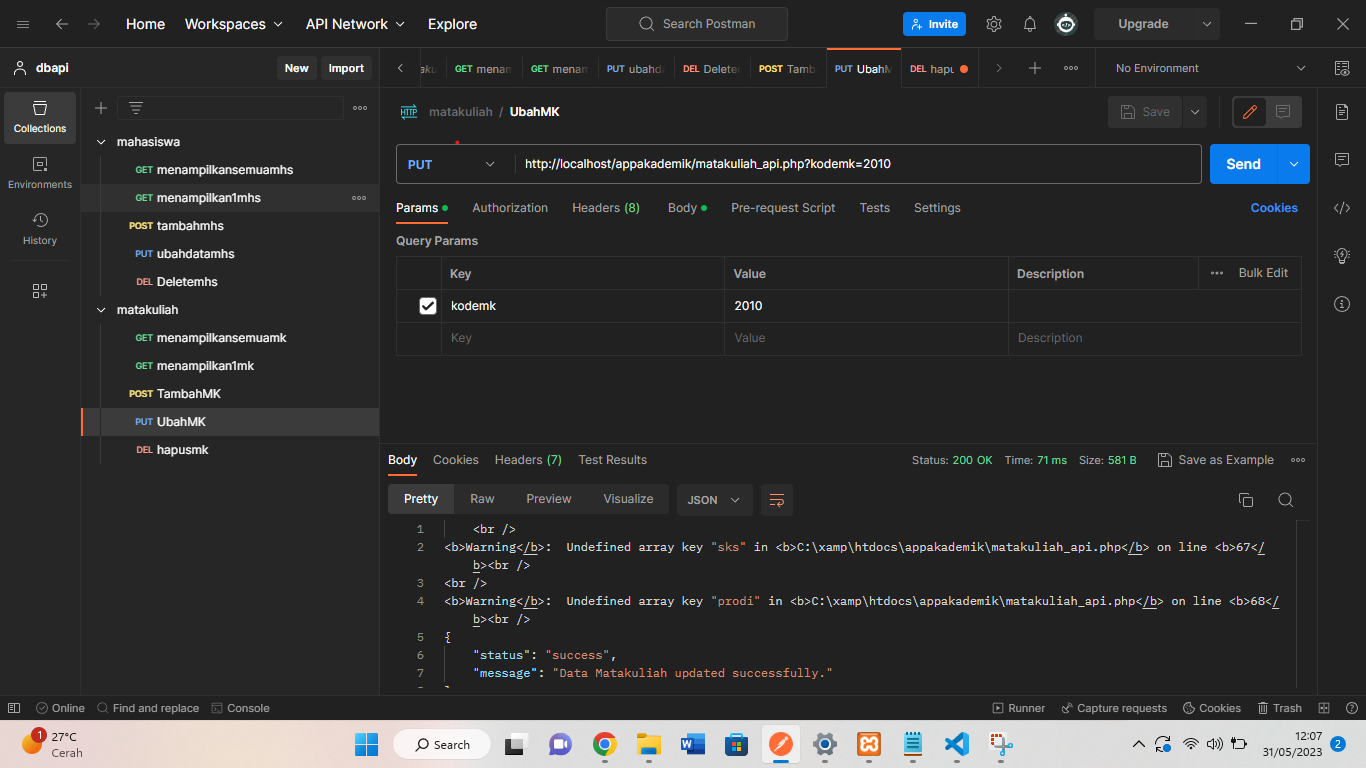 Home Workspaces API Network Explore Search Postman Invite Upgrade
dbapi New Import GET menam GET menam PUT ubahd DEL Delete POST Tamb PUT UbahM DEL hapu No Environment
Collections
Environments
History
mahasiswa
GET menampilkansemuamhs
GET menampilkan1mhs
POST tambahmhs
PUT ubahdatamhs
DEL Deletemhs
matakuliah
GET menampilkansemuamk
GET menampilkan1mk
POST TambahMK
PUT UbahMK
DEL hapusmk
HTTP matakuliah / UbahMK Save
PUT http://localhost/appakademik/matakuliah_api.php?kodemk=2010 Send
Params Authorization Headers (8) Body Pre-request Script Tests Settings Cookies
Query Params
Key Value Description Bulk Edit
kodemk 2010
Key Value Description
Body Cookies Headers (7) Test Results Status: 200 OK Time: 71 ms Size: 581 B Save as Example
Pretty Raw Preview Visualize JSON
1 <br />
2 <b>Warning</b>:  Undefined array key "sks" in <b>C:\xamp\htdocs\appakademik\matakuliah_api.php</b> on line <b>67</
b><br />
3 <br />
4 <b>Warning</b>:  Undefined array key "prodi" in <b>C:\xamp\htdocs\appakademik\matakuliah_api.php</b> on line <b>68</
b><br />
5 {
6 "status": "success",
7 "message": "Data Matakuliah updated successfully."
Online Find and replace Console Runner Capture requests Cookies Trash
1 27°C
Cerah
Search
12:07
31/05/2023 2